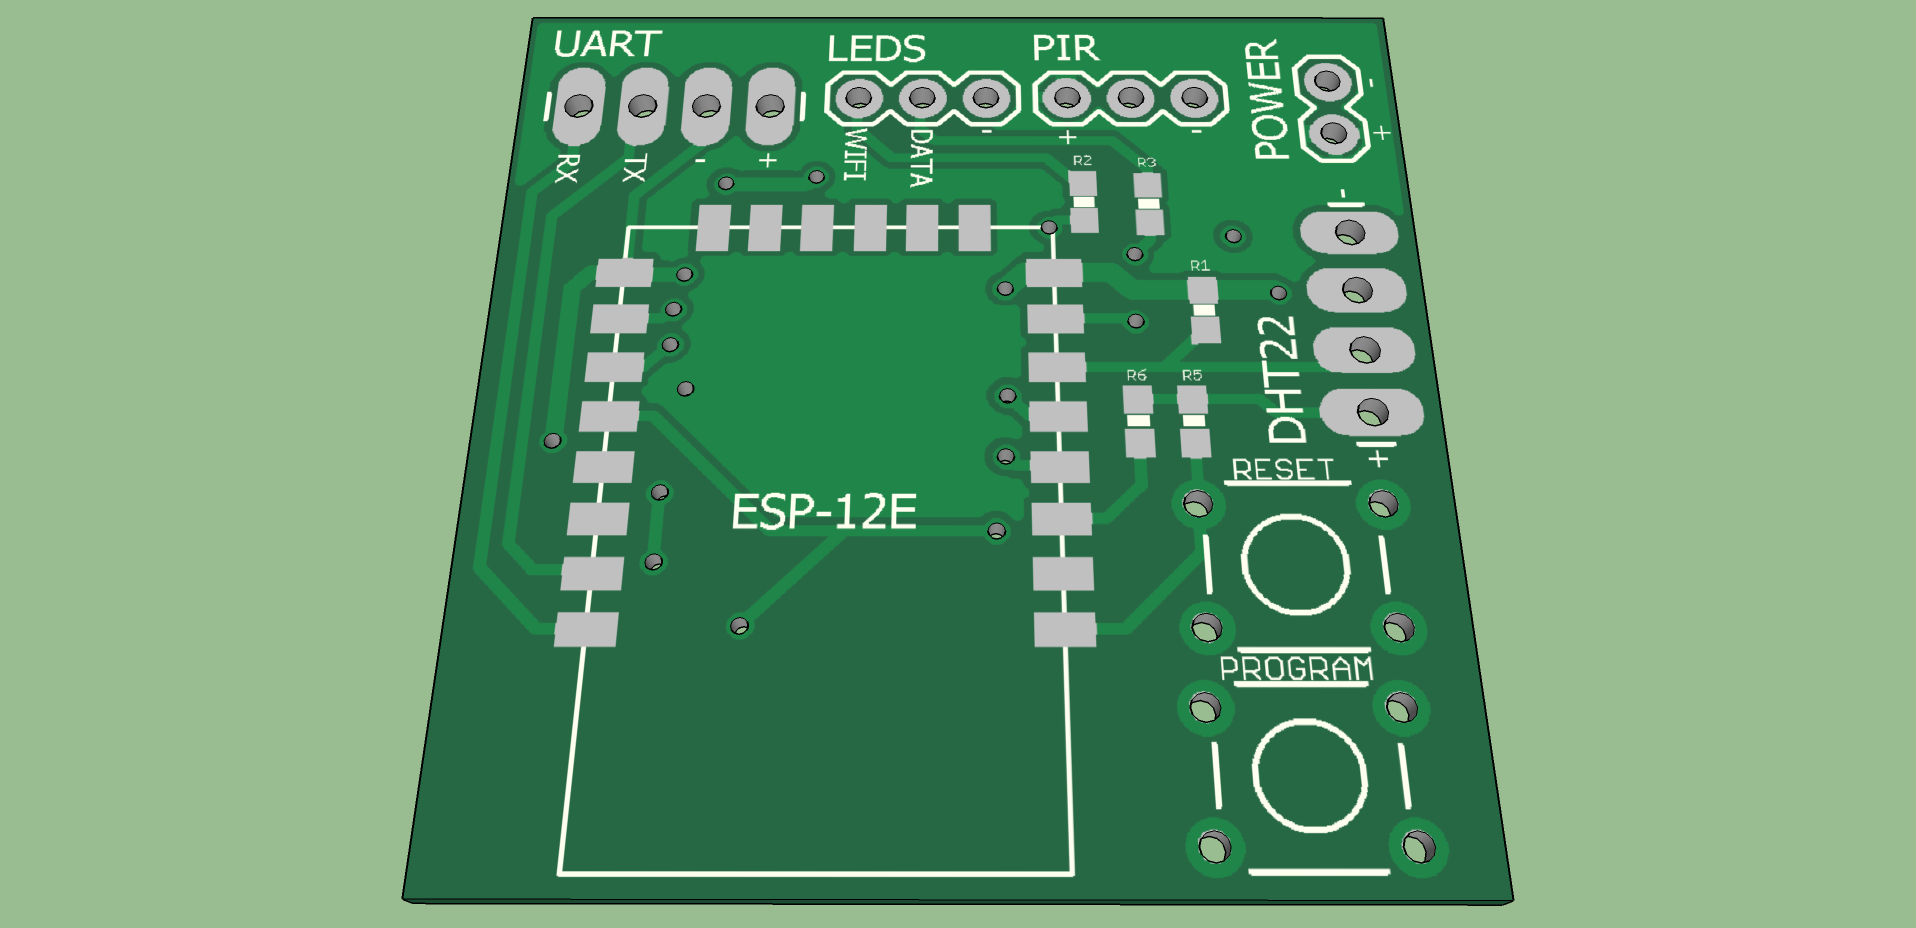 UART
LEDS
PIR
POWER
-
+
RX
TX
-
+
WIFI
DATA
-
+
-
R2
R3
-
R1
DHT22
R6
R5
+
RESET
ESP-12E
PROGRAM